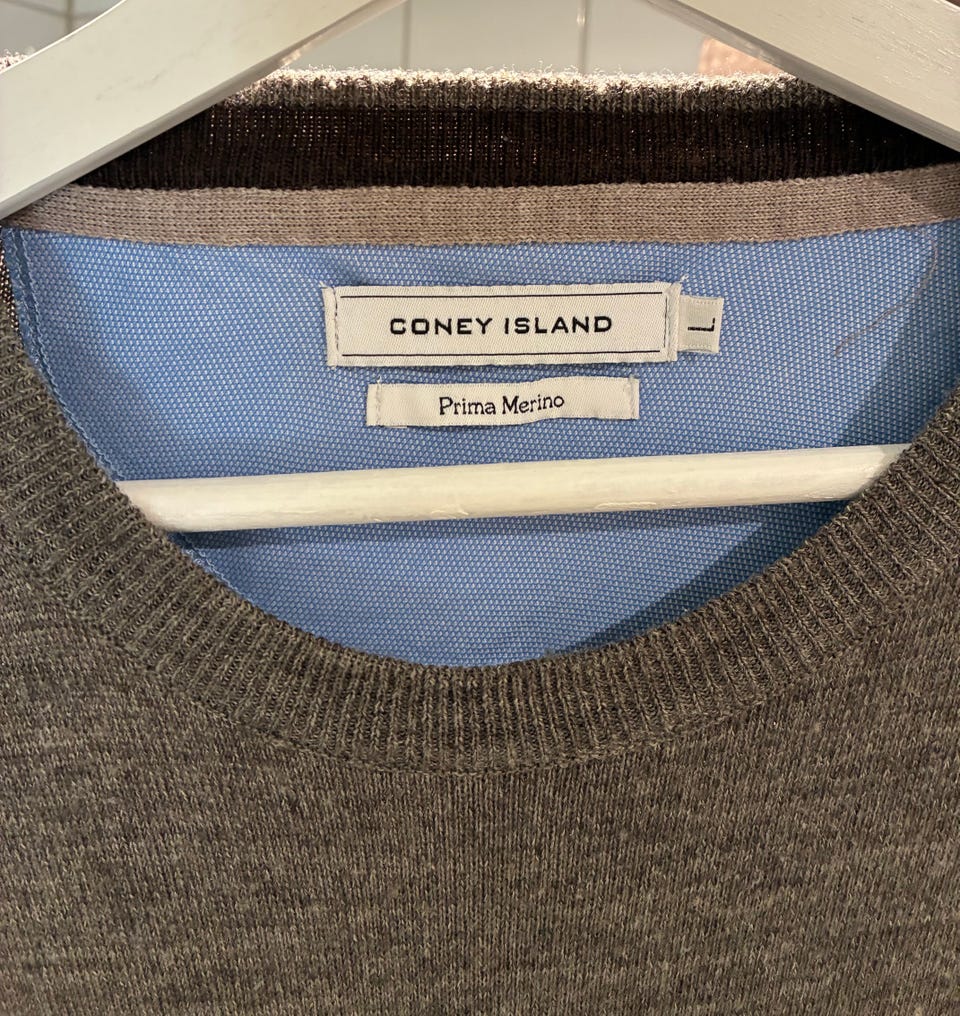 CONEY ISLAND
L
Prima Merino